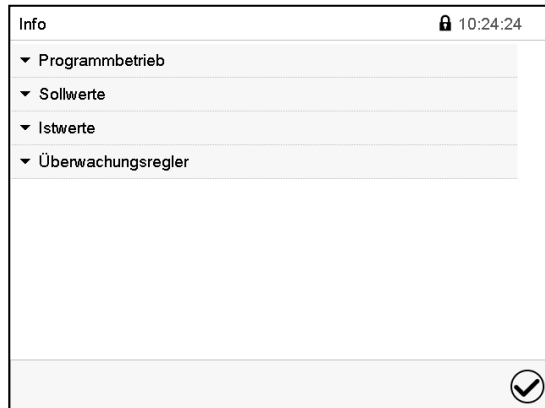 Info 10:24:24
Programmbetrieb
Sollwerte
Istwerte
Überwachungsregler